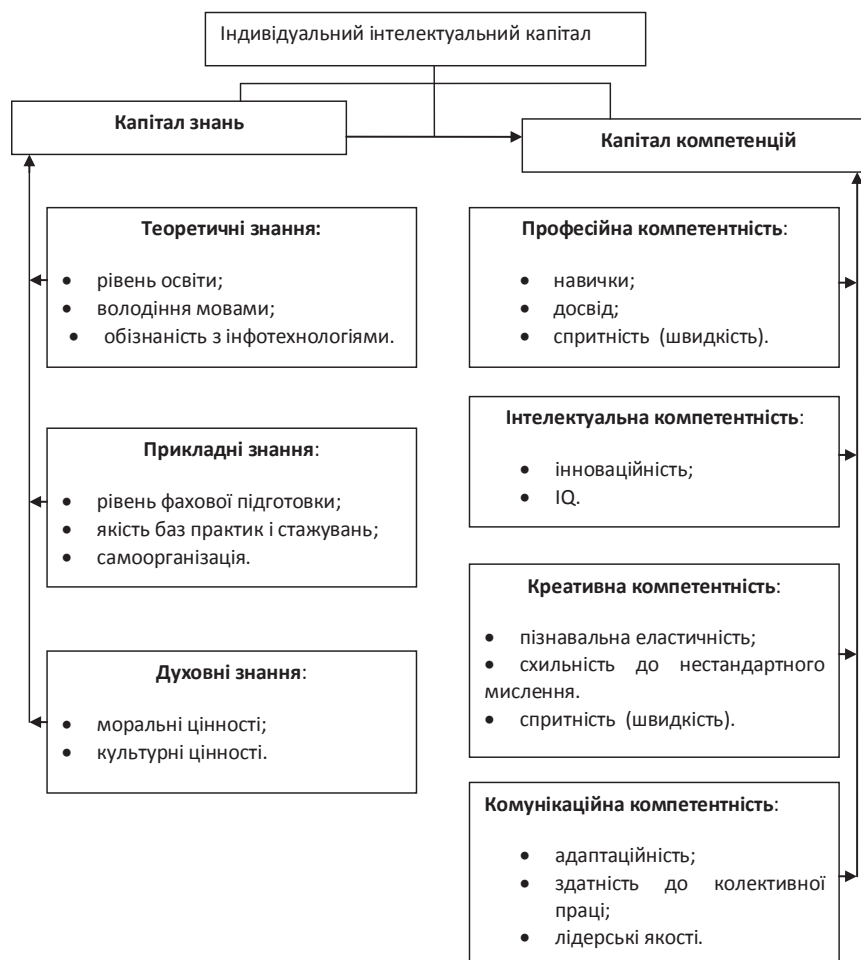 Індивідуальний інтелектуальний капітал
Капітал знань
Капітал компетенцій
Теоретичні знання:
• рівень освіти;
• володіння мовами;
• обізнаність з інфотехнологіями.
Прикладні знання:
• рівень фахової підготовки;
• якість баз практик і стажувань;
• самоорганізація.
Духовні знання:
• моральні цінності;
• культурні цінності.
Професійна компетентність:
• навички;
• досвід;
• спритність (швидкість).
Інтелектуальна компетентність:
• інноваційність;
• IQ.
Креативна компетентність:
• пізнавальна еластичність;
• схильність до нестандартного
мислення.
• спритність (швидкість).
Комунікаційна компетентність:
• адаптаційність;
• здатність до колективної
праці;
• лідерські якості.